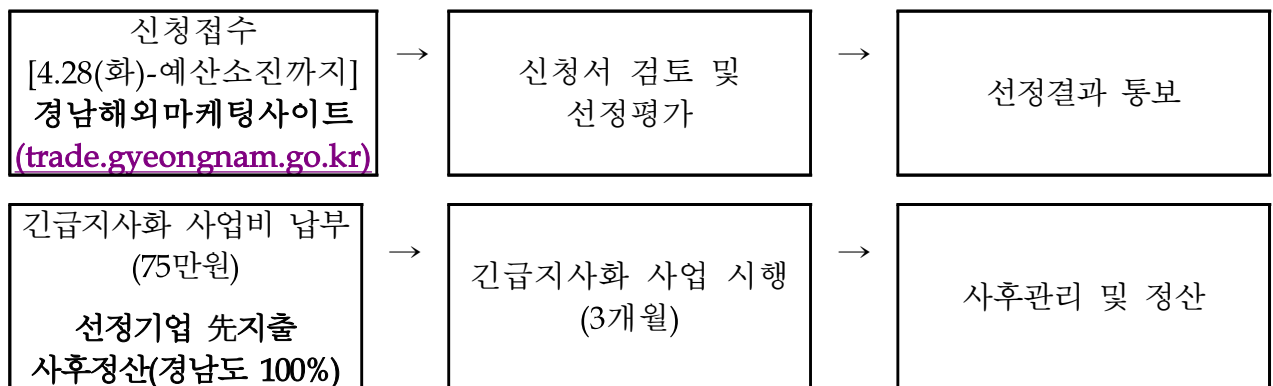 신청접수
[4.28(화)-예산소진까지]
경남해외마케팅사이트
(trade.gyeongnam.go.kr)
→
신청서 검토 및
선정평가
→
선정결과 통보
긴급지사화 사업비 납부
(75만원)
선정기업 先지출
사후정산(경남도 100%)
→
긴급지사화 사업 시행
(3개월)
→
사후관리 및 정산